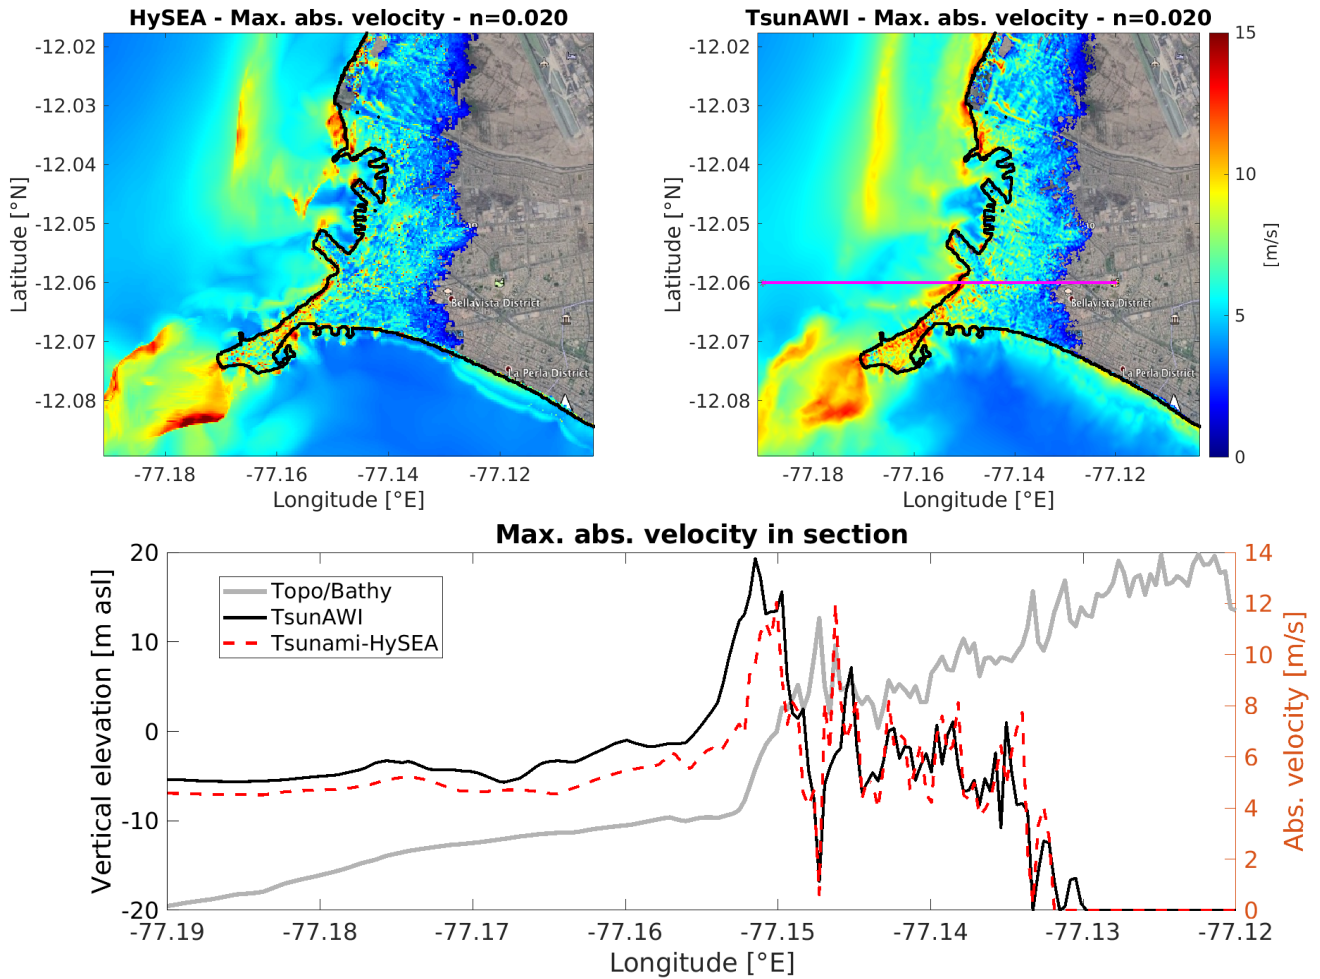 HySEA - Max. abs. velocity - n=0.020
TsunAWI - Max. abs. velocity - n=0.020
-12.02
-12.03
-12.04
-12.05
-12.06
-12.07
-12.08
Latitude [°N]
Bellavista District
La Perla District
-77.18
-77.16
-77.14
-77.12
Longitude [°E]
-12.02
-12.03
-12.04
-12.05
-12.06
-12.07
-12.08
Latitude [°N]
Bellavista District
La Perla District
-77.18
-77.16
-77.14
-77.12
Longitude [°E]
15
10
5
0
[m/s]
Max. abs. velocity in section
20
10
0
-10
-20
Vertical elevation [m asl]
Topo/Bathy
TsunAWI
Tsunami-HySEA
14
12
10
8
6
4
2
0
Abs. velocity [m/s]
-77.19
-77.18
-77.17
-77.16
-77.15
-77.14
-77.13
-77.12
Longitude [°E]